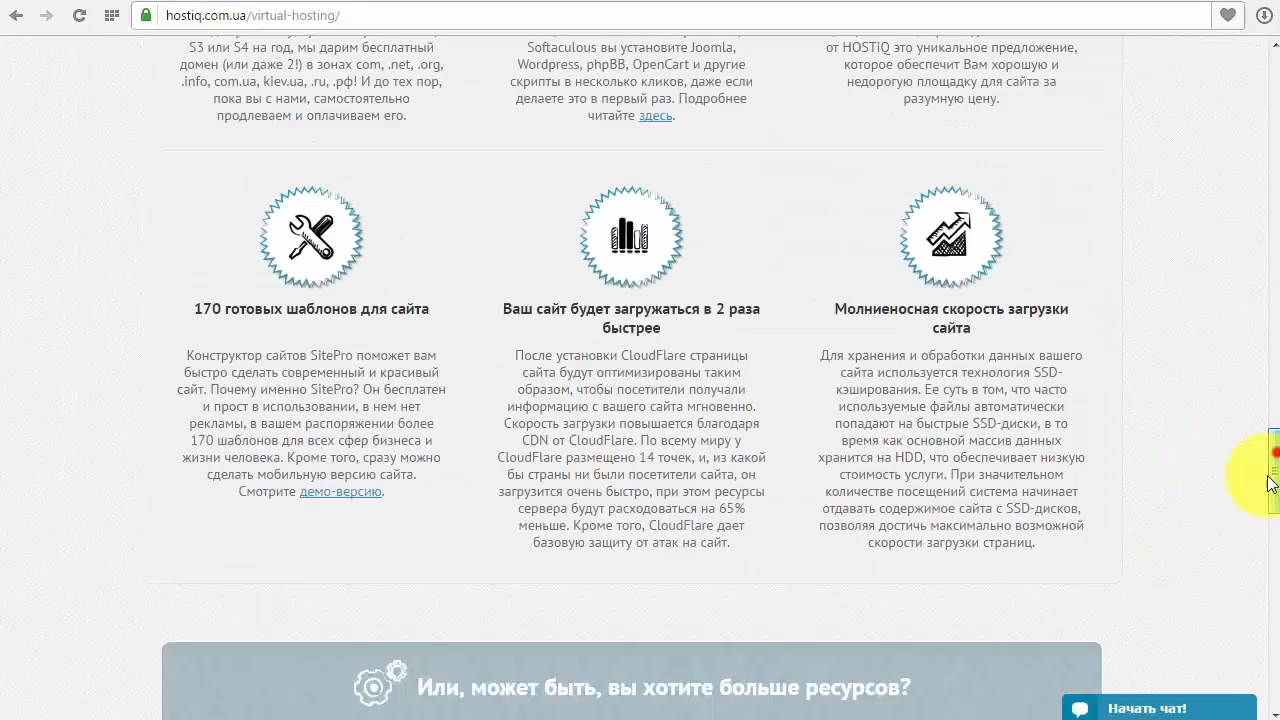 hostiq.com.ua/virtual-hosting/
S3 или S4 на год, мы дарим бесплатный
домен (или даже 2!) в зонах com, .net, .org,
.info, com.ua, kiev.ua, .ru, .рф! И до тех пор,
пока вы с нами, самостоятельно
продлеваем и оплачиваем его.
Softaculous вы установите Joomla,
Wordpress, phpBB, OpenCart и другие
скрипты в несколько кликов, даже если
делаете это в первый раз. Подробнее
читайте здесь.
от HOSTiQ это уникальное предложение,
которое обеспечит Вам хорошую и
недорогую площадку для сайта за
разумную цену.
170 готовых шаблонов для сайта
Конструктор сайтов SitePro поможет вам
быстро сделать современный и красивый
сайт. Почему именно SitePro? Он бесплатен
и прост в использовании, в нем нет
рекламы, в вашем распоряжении более
170 шаблонов для всех сфер бизнеса и
жизни человека. Кроме того, сразу можно
сделать мобильную версию сайта.
Смотрите демо-версию.
Ваш сайт будет загружаться в 2 раза
быстрее
После установки CloudFlare страницы
сайта будут оптимизированы таким
образом, чтобы посетители получали
информацию с вашего сайта мгновенно.
Скорость загрузки повышается благодаря
CDN от CloudFlare. По всему миру у
CloudFlare размещено 14 точек, и, из какой
бы страны ни были посетители сайта, он
загрузится очень быстро, при этом ресурсы
сервера будут расходоваться на 65%
меньше. Кроме того, CloudFlare дает
базовую защиту от атак на сайт.
Молниеносная скорость загрузки
сайта
Для хранения и обработки данных вашего
сайта используется технология SSD-
кэширования. Ее суть в том, что часто
используемые файлы автоматически
попадают на быстрые SSD-диски, в то
время как основной массив данных
хранится на HDD, что обеспечивает низкую
стоимость услуги. При значительном
количестве посещений система начинает
отдавать содержимое сайта с SSD-дисков,
позволяя достичь максимально возможной
скорости загрузки страниц.
Или, может быть, вы хотите больше ресурсов?
Начать чат!